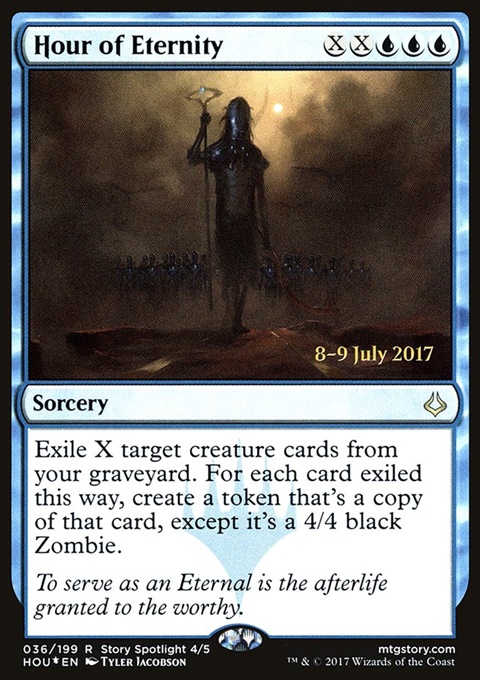 Hour of Eternity XX
8–9 July 2017
Sorcery
Exile X target creature cards from
your graveyard. For each card exiled
this way, create a token that's a copy
of that card, except it's a 4/4 black
Zombie.
To serve as an Eternal is the afterlife
granted to the worthy.
036/199 R Story Spotlight 4/5 mtgstory.com
HOU★EN Tyler Jacobson ™ & © 2017 Wizards of the Coast